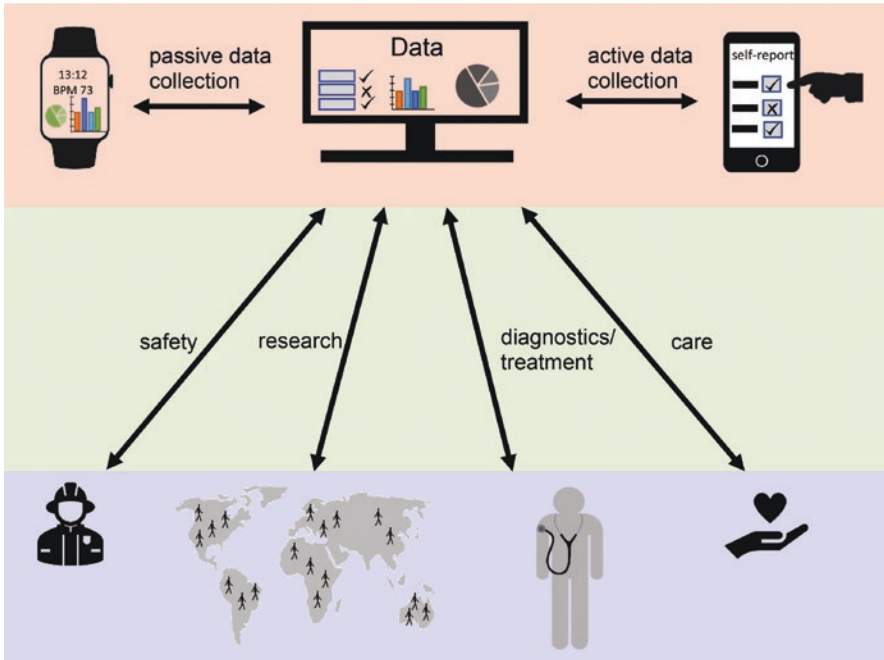 13:12
BPM 73
passive data
collection
Data
active data
collection
self-report
safety
research
diagnostics/
treatment
care